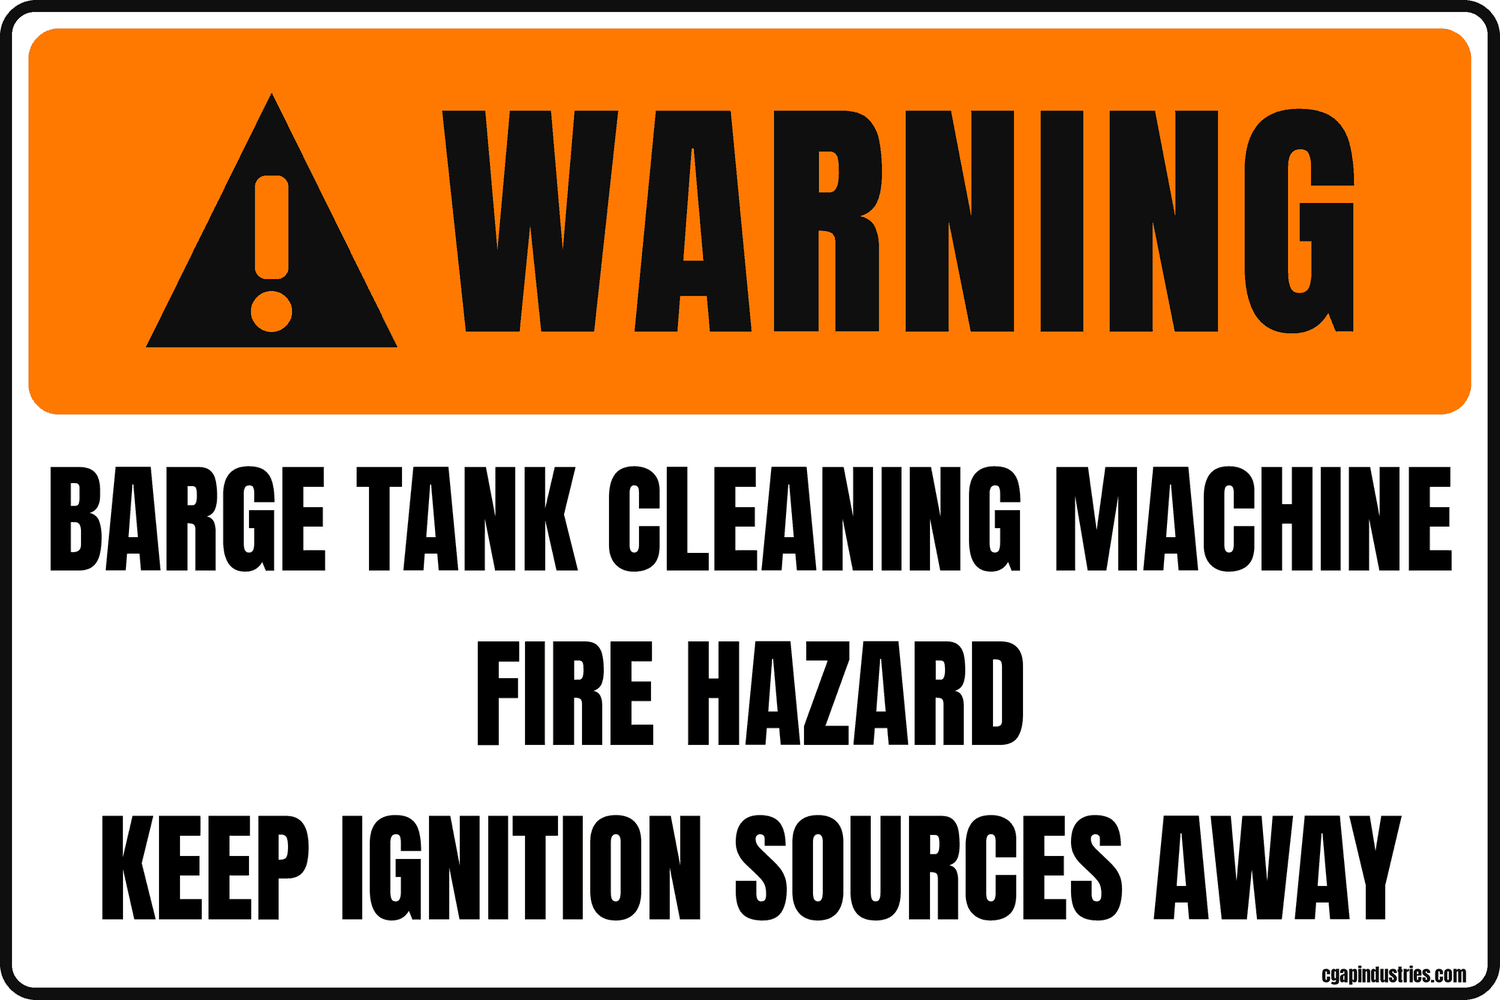 WARNING
BARGE TANK CLEANING MACHINE
FIRE HAZARD
KEEP IGNITION SOURCES AWAY
cgapindustries.com